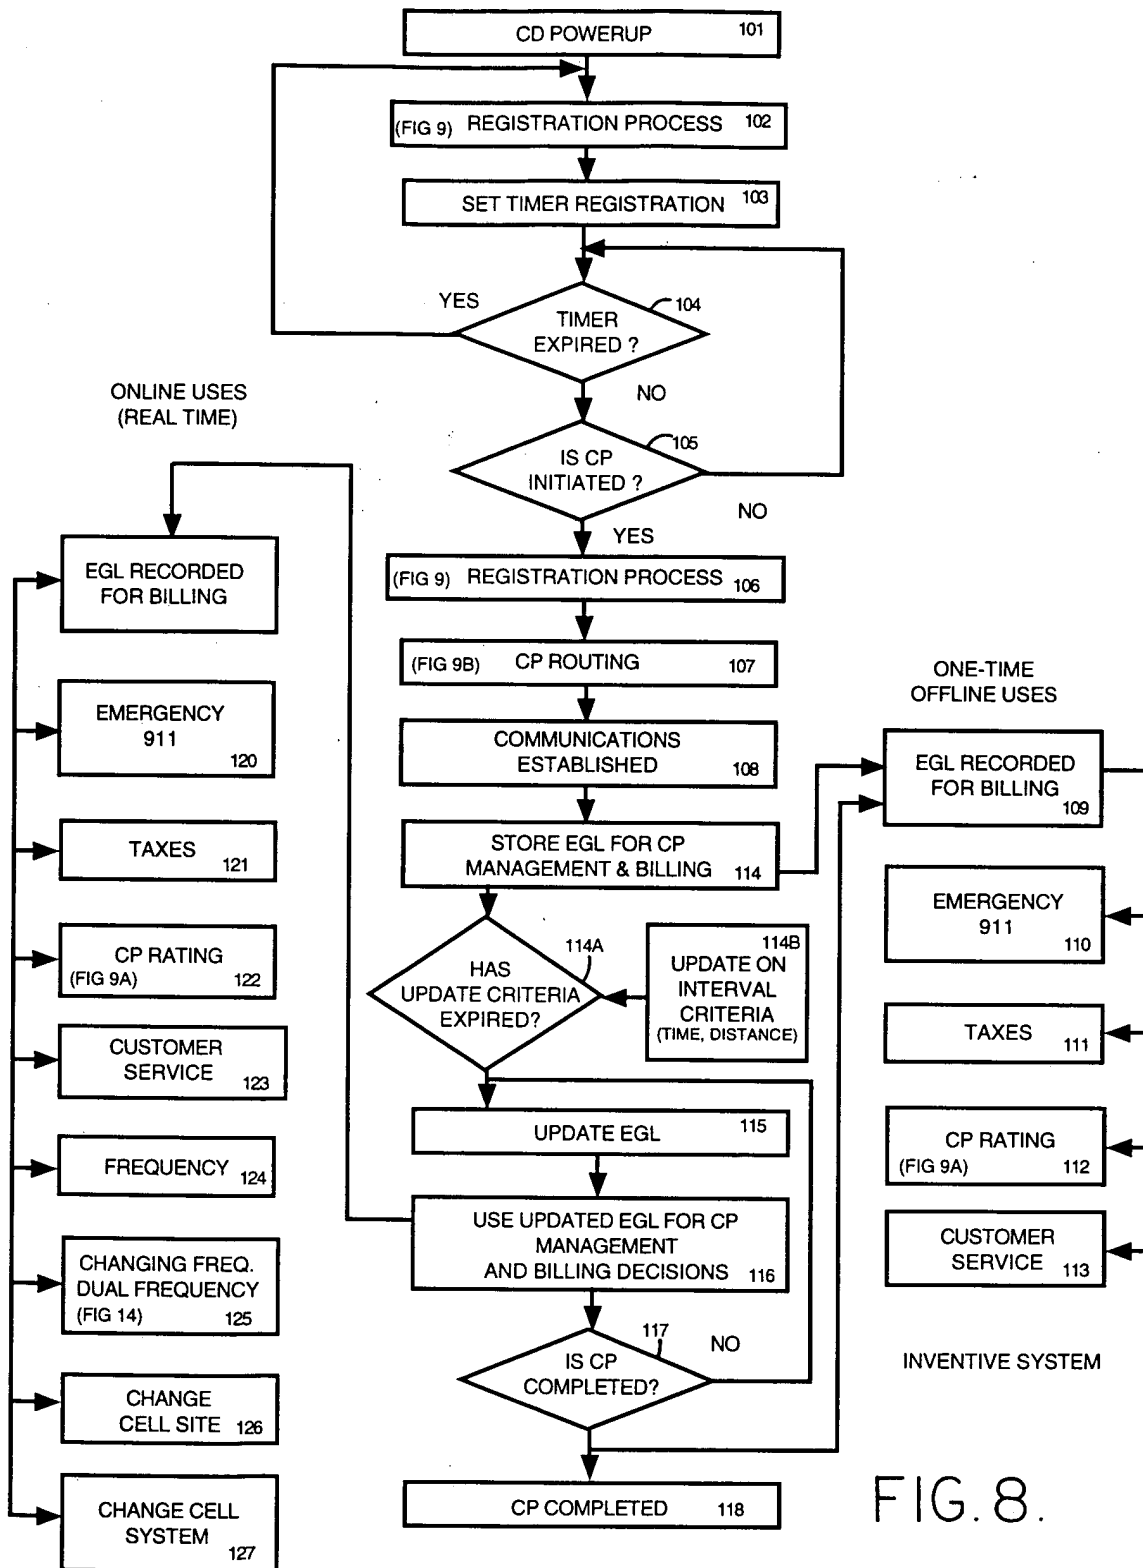 CD POWERUP 101
(FIG 9) REGISTRATION PROCESS 102
SET TIMER REGISTRATION 103
YES
104
TIMER
EXPIRED ?
NO
105
IS CP
INITIATED ?
NO
YES
(FIG 9) REGISTRATION PROCESS 106
(FIG 9B) CP ROUTING 107
COMMUNICATIONS
ESTABLISHED 108
STORE EGL FOR CP
MANAGEMENT & BILLING 114
114A
HAS
UPDATE CRITERIA
EXPIRED?
114B
UPDATE ON
INTERVAL
CRITERIA
(TIME, DISTANCE)
UPDATE EGL 115
USE UPDATED EGL FOR CP
MANAGEMENT
AND BILLING DECISIONS 116
117
NO
IS CP
COMPLETED?
CP COMPLETED 118
ONLINE USES
(REAL TIME)
EGL RECORDED
FOR BILLING
EMERGENCY
911
120
TAXES
121
CP RATING
(FIG 9A) 122
CUSTOMER
SERVICE 123
FREQUENCY
124
CHANGING FREQ.
DUAL FREQUENCY
(FIG 14) 125
CHANGE
CELL SITE 126
CHANGE CELL
SYSTEM 127
ONE-TIME
OFFLINE USES
EGL RECORDED
FOR BILLING
109
EMERGENCY
911
110
TAXES 111
CP RATING
(FIG 9A) 112
CUSTOMER
SERVICE 113
INVENTIVE SYSTEM
FIG. 8.